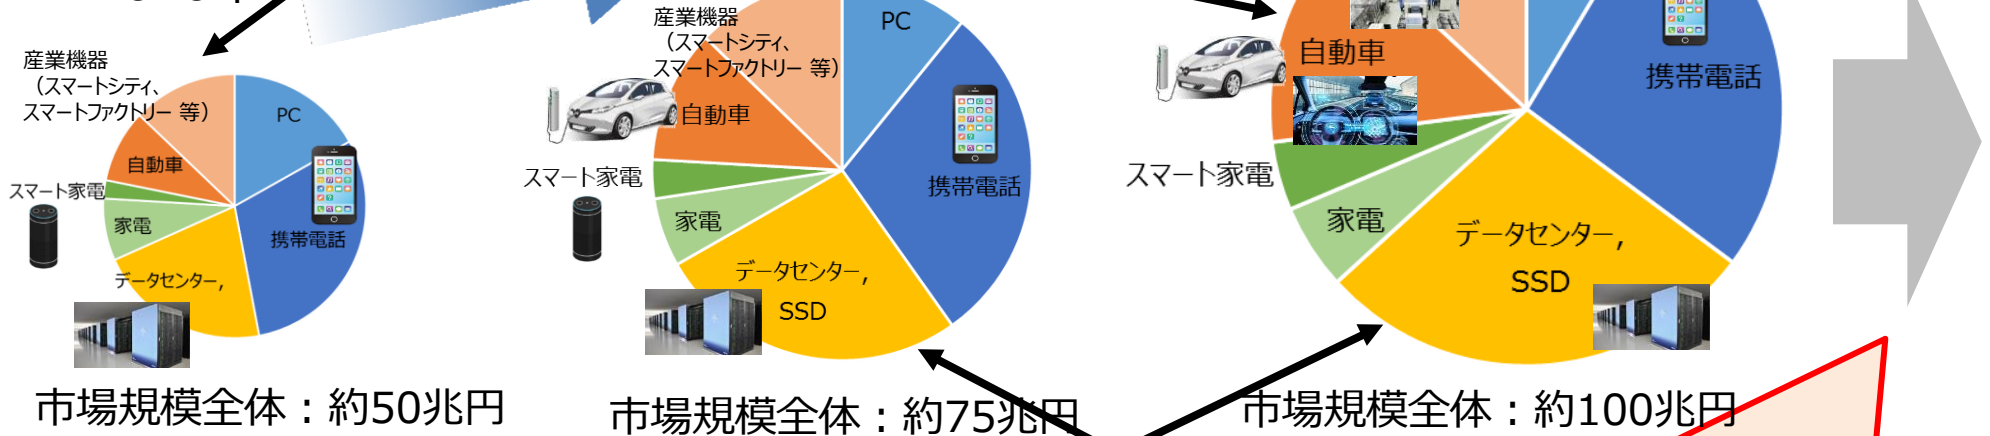 産業機器
（スマートシティ、
スマートファクトリー 等）
PC
自動車
スマート家電
家電
携帯電話
データセンター,
市場規模全体：約50兆円
産業機器
（スマートシティ、
スマートファクトリー 等）
PC
自動車
携帯電話
スマート家電
家電
データセンター,
SSD
市場規模全体：約75兆円
自動車
携帯電話
スマート家電
家電
データセンター,
SSD
市場規模全体：約100兆円